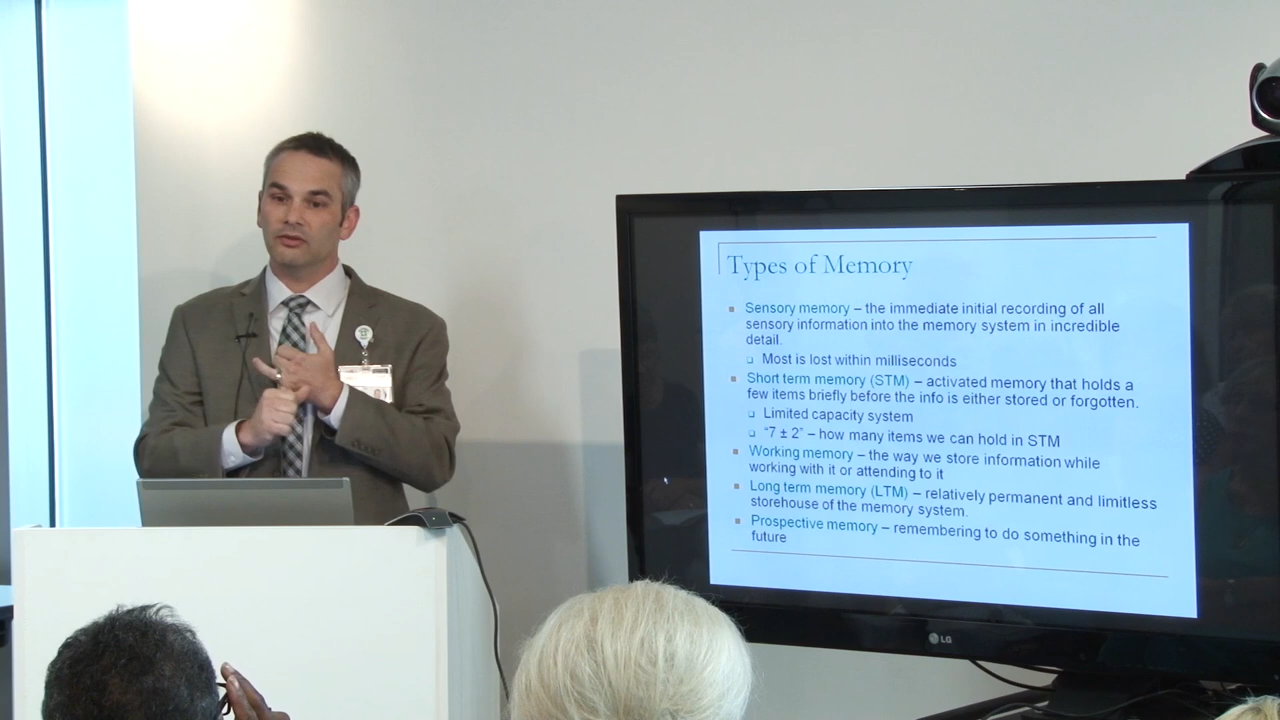 Types of Memory
Sensory memory – the immediate initial recording of all
sensory information into the memory system in incredible
detail.
Most is lost within milliseconds
Short term memory (STM) – activated memory that holds a
few items briefly before the info is either stored or forgotten.
Limited capacity system
“7 ± 2” – how many items we can hold in STM
Working memory – the way we store information while
working with it or attending to it
Long term memory (LTM) – relatively permanent and limitless
storehouse of the memory system.
Prospective memory – remembering to do something in the
future
LG